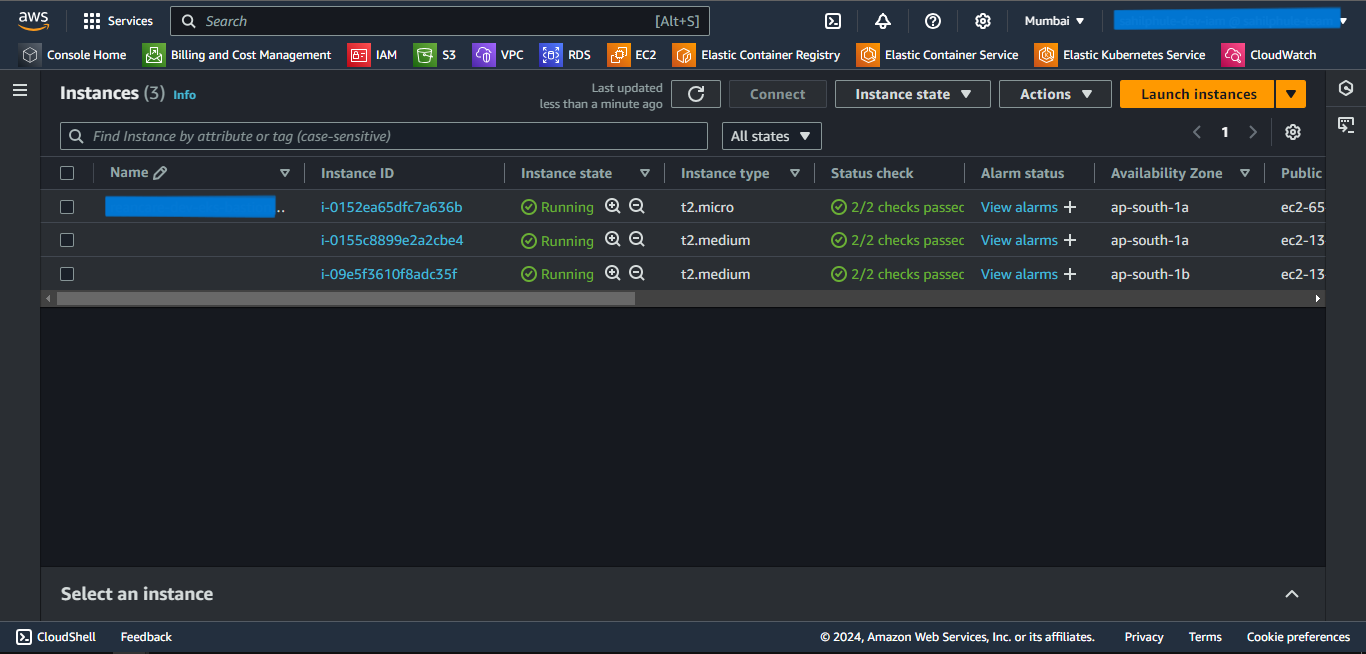 aws Services Search [Alt+S] Mumbai
Console Home Billing and Cost Management IAM S3 VPC RDS EC2 Elastic Container Registry Elastic Container Service Elastic Kubernetes Service CloudWatch
Instances (3) Info Last updated less than a minute ago Connect Instance state Actions Launch instances
Find Instance by attribute or tag (case-sensitive) All states 1
Name Instance ID Instance state Instance type Status check Alarm status Availability Zone Public
.. i-0152ea65dfc7a636b Running t2.micro 2/2 checks passec View alarms + ap-south-1a ec2-65
i-0155c8899e2a2cbe4 Running t2.medium 2/2 checks passec View alarms + ap-south-1a ec2-13
i-09e5f3610f8adc35f Running t2.medium 2/2 checks passec View alarms + ap-south-1b ec2-13
Select an instance
CloudShell Feedback © 2024, Amazon Web Services, Inc. or its affiliates. Privacy Terms Cookie preferences